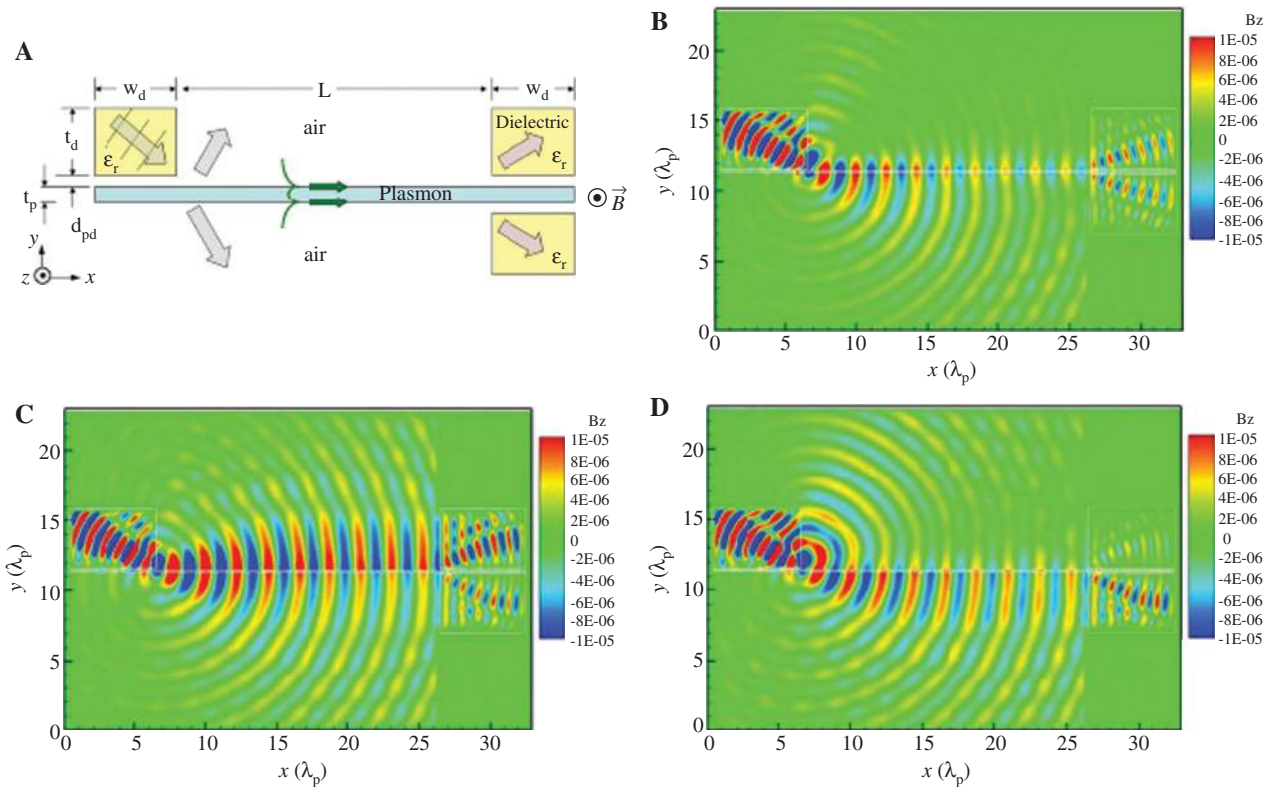 A
w_d
L
w_d
t_d
ε_r
air
Dielectric
ε_r
t_p
Plasmon
B
d_pd
air
ε_r
y
z
x
B
Bz
1E-05
8E-06
6E-06
4E-06
2E-06
0
-2E-06
-4E-06
-6E-06
-8E-06
-1E-05
20
15
10
5
0
y (λ_p)
0 5 10 15 20 25 30
x (λ_p)
C
Bz
1E-05
8E-06
6E-06
4E-06
2E-06
0
-2E-06
-4E-06
-6E-06
-8E-06
-1E-05
20
15
10
5
0
y (λ_p)
0 5 10 15 20 25 30
x (λ_p)
D
Bz
1E-05
8E-06
6E-06
4E-06
2E-06
0
-2E-06
-4E-06
-6E-06
-8E-06
-1E-05
20
15
10
5
0
y (λ_p)
0 5 10 15 20 25 30
x (λ_p)